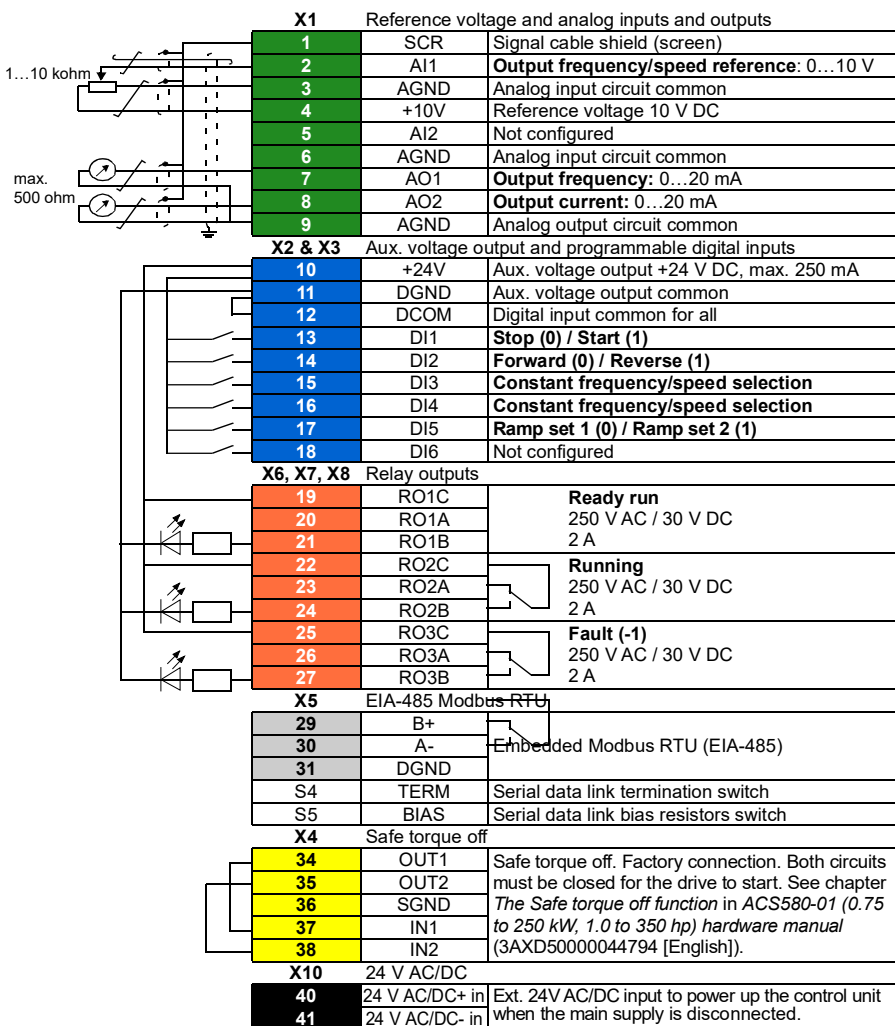 X1 Reference voltage and analog inputs and outputs
1 SCR Signal cable shield (screen)
1…10 kohm
2 AI1 Output frequency/speed reference: 0…10 V
3 AGND Analog input circuit common
4 +10V Reference voltage 10 V DC
5 AI2 Not configured
6 AGND Analog input circuit common
max.
500 ohm
7 AO1 Output frequency: 0…20 mA
8 AO2 Output current: 0…20 mA
9 AGND Analog output circuit common
X2 & X3 Aux. voltage output and programmable digital inputs
10 +24V Aux. voltage output +24 V DC, max. 250 mA
11 DGND Aux. voltage output common
12 DCOM Digital input common for all
13 DI1 Stop (0) / Start (1)
14 DI2 Forward (0) / Reverse (1)
15 DI3 Constant frequency/speed selection
16 DI4 Constant frequency/speed selection
17 DI5 Ramp set 1 (0) / Ramp set 2 (1)
18 DI6 Not configured
X6, X7, X8 Relay outputs
19 RO1C Ready run
20 RO1A 250 V AC / 30 V DC
21 RO1B 2 A
22 RO2C Running
23 RO2A 250 V AC / 30 V DC
24 RO2B 2 A
25 RO3C Fault (-1)
26 RO3A 250 V AC / 30 V DC
27 RO3B 2 A
X5 EIA-485 Modbus RTU
29 B+
30 A- Embedded Modbus RTU (EIA-485)
31 DGND
S4 TERM Serial data link termination switch
S5 BIAS Serial data link bias resistors switch
X4 Safe torque off
34 OUT1 Safe torque off. Factory connection. Both circuits
35 OUT2 must be closed for the drive to start. See chapter
36 SGND The Safe torque off function in ACS580-01 (0.75
37 IN1 to 250 kW, 1.0 to 350 hp) hardware manual
38 IN2 (3AXD50000044794 [English]).
X10 24 V AC/DC
40 24 V AC/DC+ in Ext. 24V AC/DC input to power up the control unit
41 24 V AC/DC- in when the main supply is disconnected.